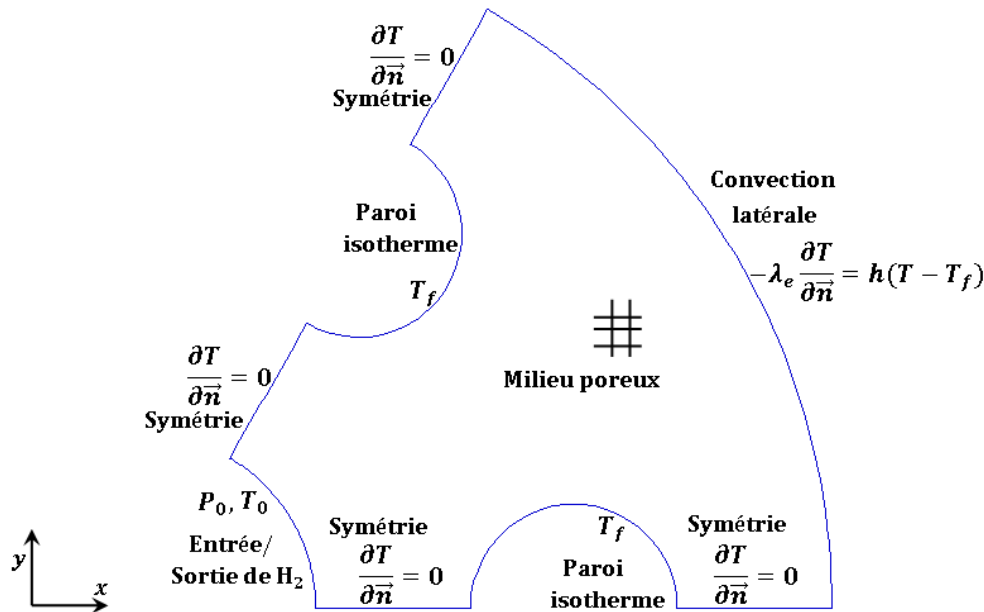 ∂T/∂n⃗ = 0
Symétrie
Paroi
isotherme
T_f
Convection
latérale
−λ_e ∂T/∂n⃗ = h(T − T_f)
Milieu poreux
∂T/∂n⃗ = 0
Symétrie
P_0, T_0
Entrée/
Sortie de H_2
Symétrie
∂T/∂n⃗ = 0
T_f
Paroi
isotherme
Symétrie
∂T/∂n⃗ = 0
y
x